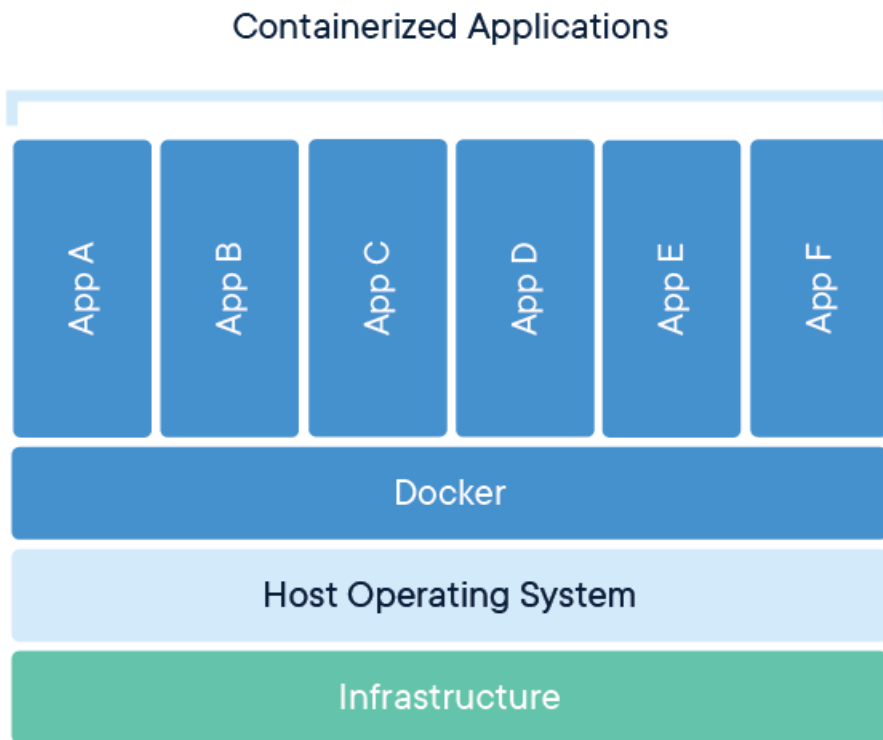 Containerized Applications
App A
App B
App C
App D
App E
App F
Docker
Host Operating System
Infrastructure